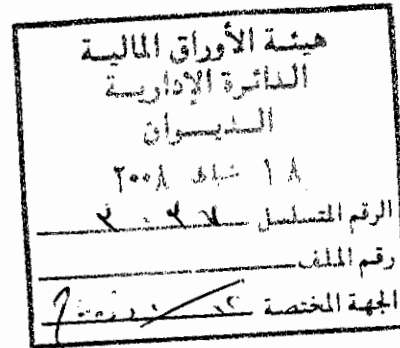 هيئة الأوراق المالية
الدائرة الإدارية
الديوان
١٨ شباط ٢٠٠٨
الرقم المتسلسل
رقم الملف
الجهة المختصة